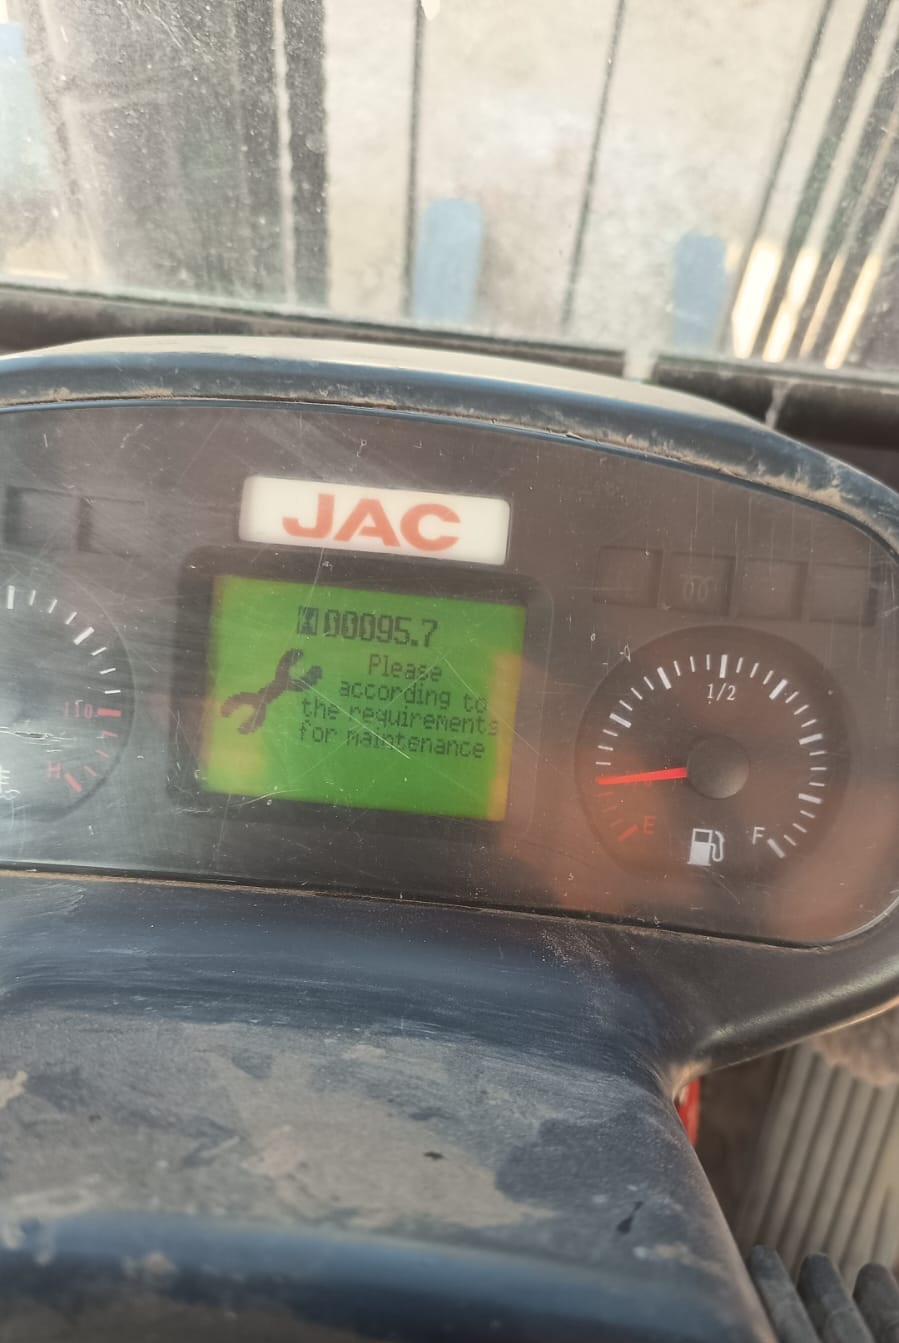 JAC
00095.7
Please
according to
the requirements
for maintenance
110
H
1/2
E
F